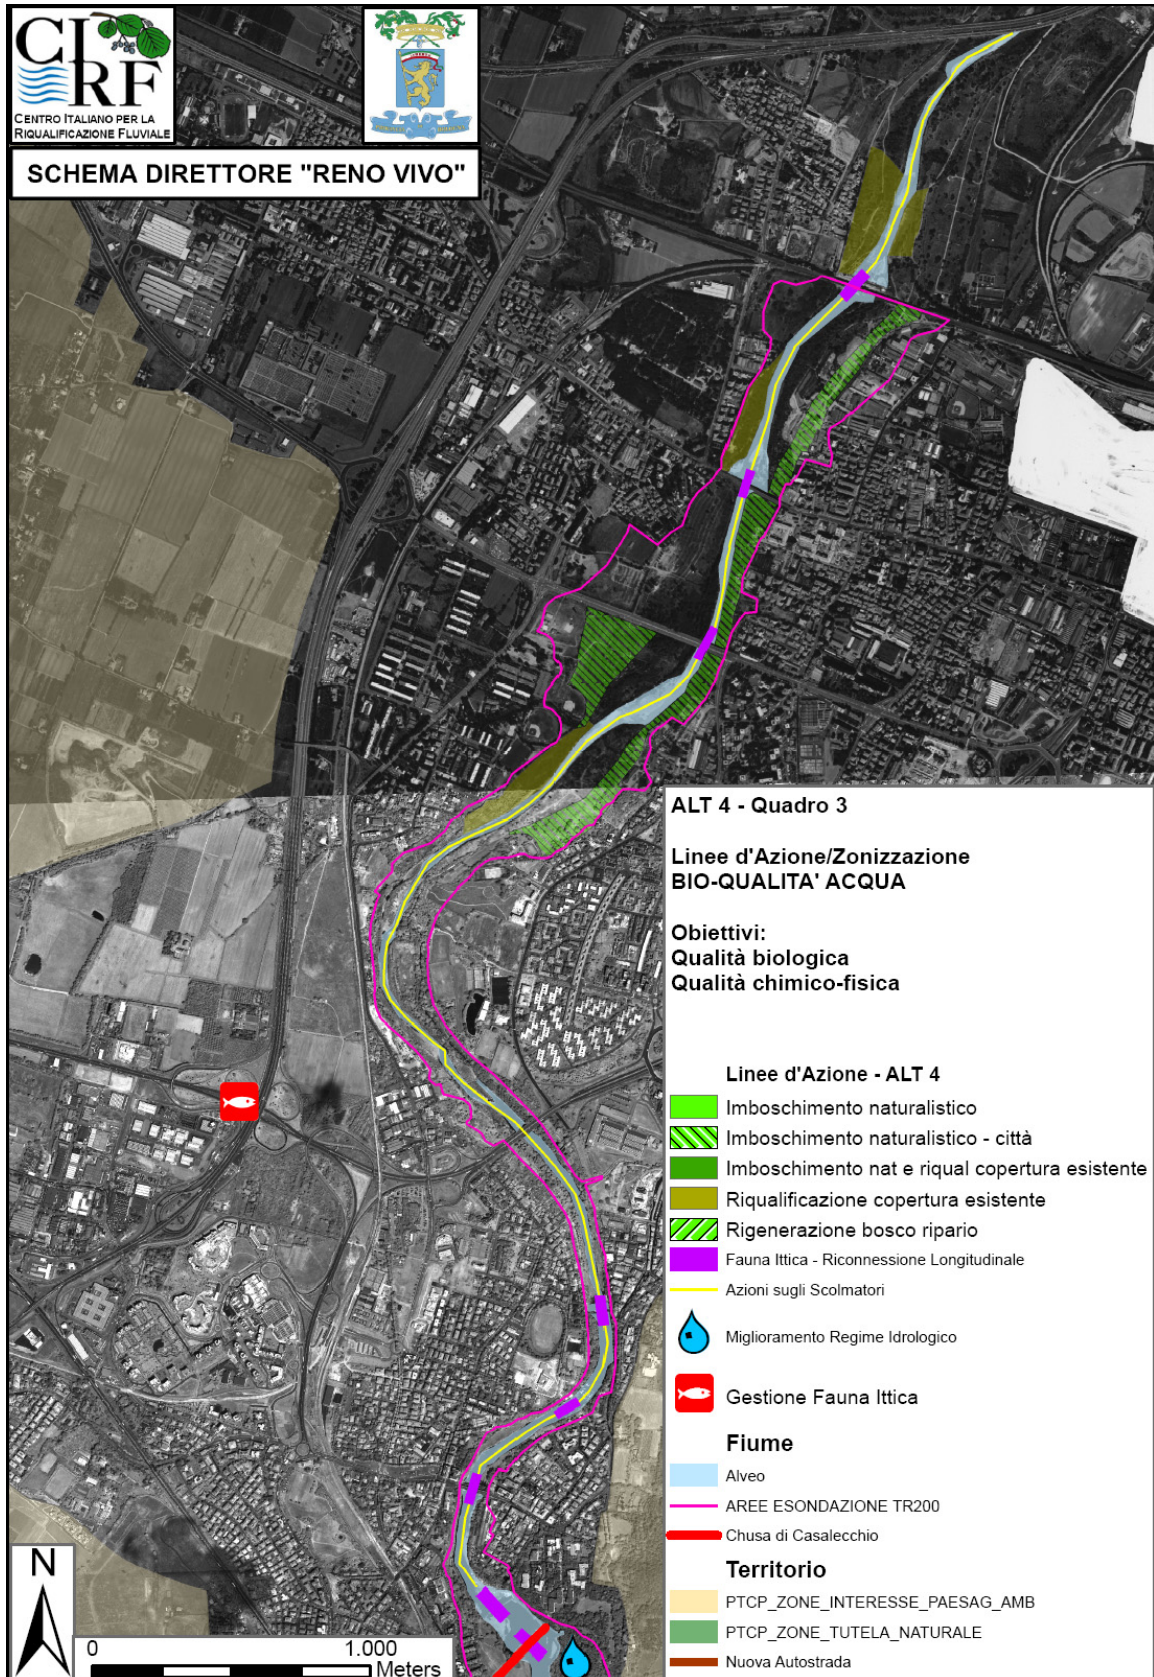 CIRF
CENTRO ITALIANO PER LA
RIQUALIFICAZIONE FLUVIALE
SCHEMA DIRETTORE "RENO VIVO"
ALT 4 - Quadro 3
Linee d'Azione/Zonizzazione
BIO-QUALITA' ACQUA
Obiettivi:
Qualità biologica
Qualità chimico-fisica
Linee d'Azione - ALT 4
Imboschimento naturalistico
Imboschimento naturalistico - città
Imboschimento nat e riqual copertura esistente
Riqualificazione copertura esistente
Rigenerazione bosco ripario
Fauna Ittica - Riconnessione Longitudinale
Azioni sugli Scolmatori
Miglioramento Regime Idrologico
Gestione Fauna Ittica
Fiume
Alveo
AREE ESONDAZIONE TR200
Chusa di Casalecchio
Territorio
PTCP_ZONE_INTERESSE_PAESAG_AMB
PTCP_ZONE_TUTELA_NATURALE
Nuova Autostrada
N
0 1.000
Meters